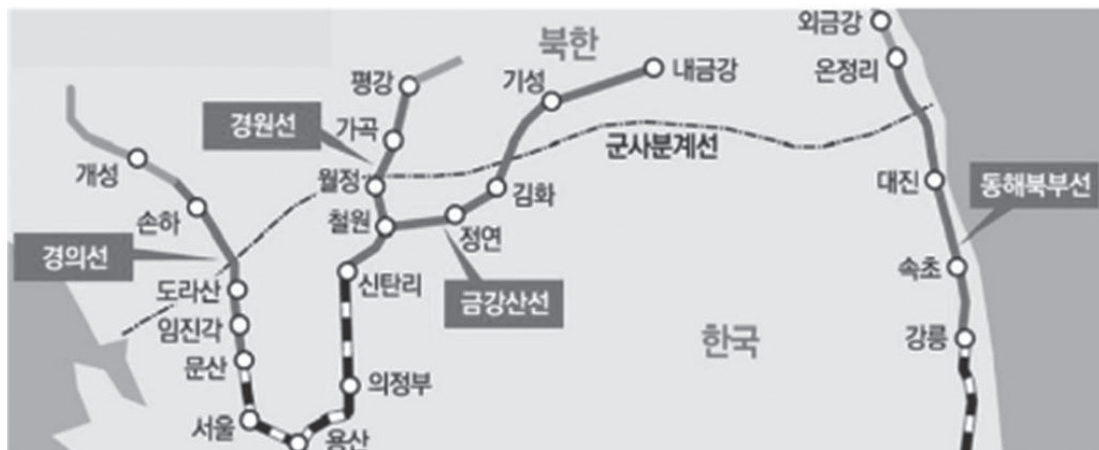 외금강
북한
내금강
온정리
평강
기성
경원선
가곡
군사분계선
개성
월정
김화
대진
동해북부선
손하
철원
정연
경의선
속초
도라산
신탄리
금강산선
임진각
한국
강릉
문산
의정부
서울
용산